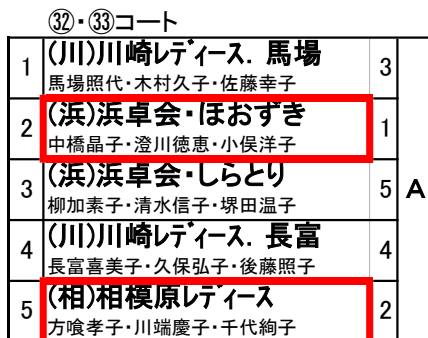 ㉜・㉝コート
1 (川)川崎レディース．馬場 3
馬場照代・木村久子・佐藤幸子
2 (浜)浜卓会・ほおずき 1
中橋晶子・澄川徳恵・小俣洋子
3 (浜)浜卓会・しらとり 5 A
柳加素子・清水信子・堺田温子
4 (川)川崎レディース．長富 4
長富喜美子・久保弘子・後藤照子
5 (相)相模原レディース 2
方喰孝子・川端慶子・千代絢子